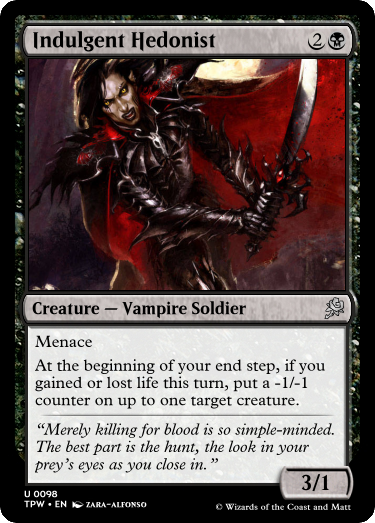 Indulgent Hedonist 2
Creature — Vampire Soldier
Menace
At the beginning of your end step, if you
gained or lost life this turn, put a -1/-1
counter on up to one target creature.
“Merely killing for blood is so simple-minded.
The best part is the hunt, the look in your
prey’s eyes as you close in.”
3/1
U 0098
TPW • EN ZARA-ALFONSO
© Wizards of the Coast and Matt